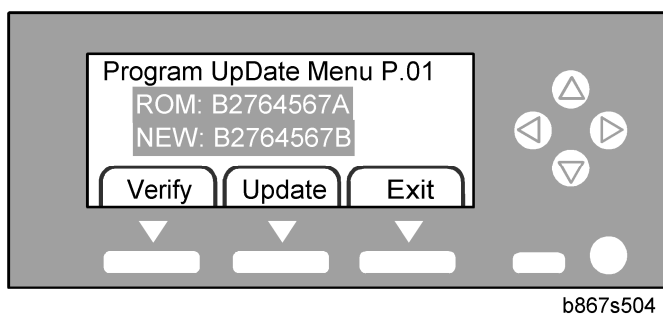 Program UpDate Menu P.01
ROM: B2764567A
NEW: B2764567B
Verify Update Exit
b867s504